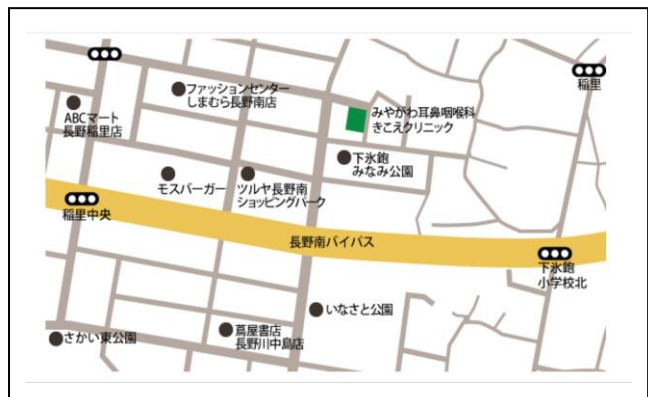 稲里
ファッションセンター
しまむら長野南店
ABCマート
長野稲里店
みやがわ耳鼻咽喉科
きこえクリニック
下氷鉋
みなみ公園
モスバーガー
ツルヤ長野南
ショッピングパーク
稲里中央
長野南バイパス
下氷鉋
小学校北
いなさと公園
蔦屋書店
長野川中島店
さかい東公園